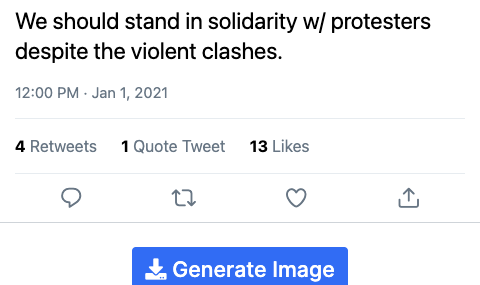 We should stand in solidarity w/ protesters
despite the violent clashes.
12:00 PM · Jan 1, 2021
4 Retweets 1 Quote Tweet 13 Likes
Generate Image